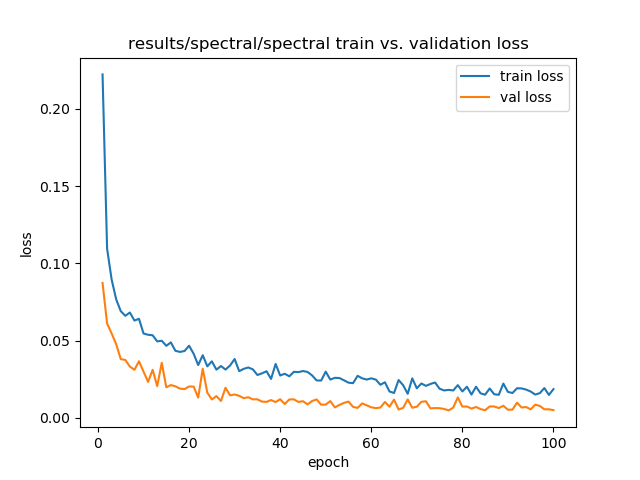 results/spectral/spectral train vs. validation loss
train loss
val loss
0.20
0.15
0.10
0.05
0.00
loss
0 20 40 60 80 100
epoch